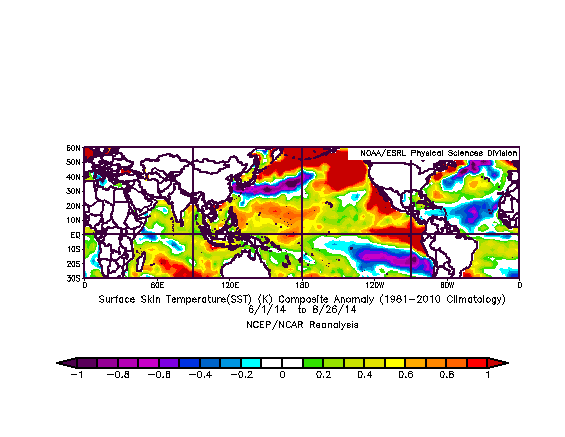 NOAA/ESRL Physical Sciences Division
60N
50N
40N
30N
20N
10N
EQ
10S
20S
30S
0 60E 120E 180 120W 60W 0
Surface Skin Temperature(SST) (K) Composite Anomaly (1981-2010 Climatology)
6/1/14 to 8/26/14
NCEP/NCAR Reanalysis
-1 -0.8 -0.6 -0.4 -0.2 0 0.2 0.4 0.6 0.8 1